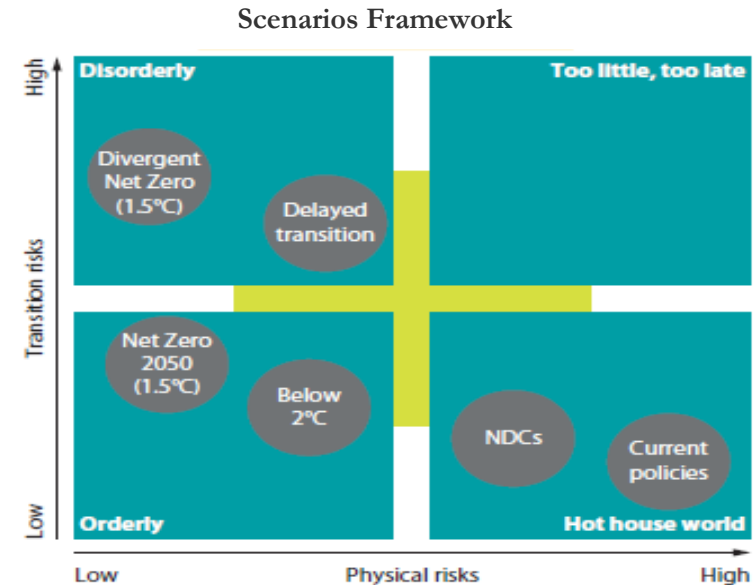 Scenarios Framework
High
Disorderly
Too little, too late
Divergent
Net Zero
(1.5°C)
Delayed
transition
Transition risks
Net Zero
2050
(1.5°C)
Below
2°C
NDCs
Current
policies
Low
Orderly
Hot house world
Low
Physical risks
High